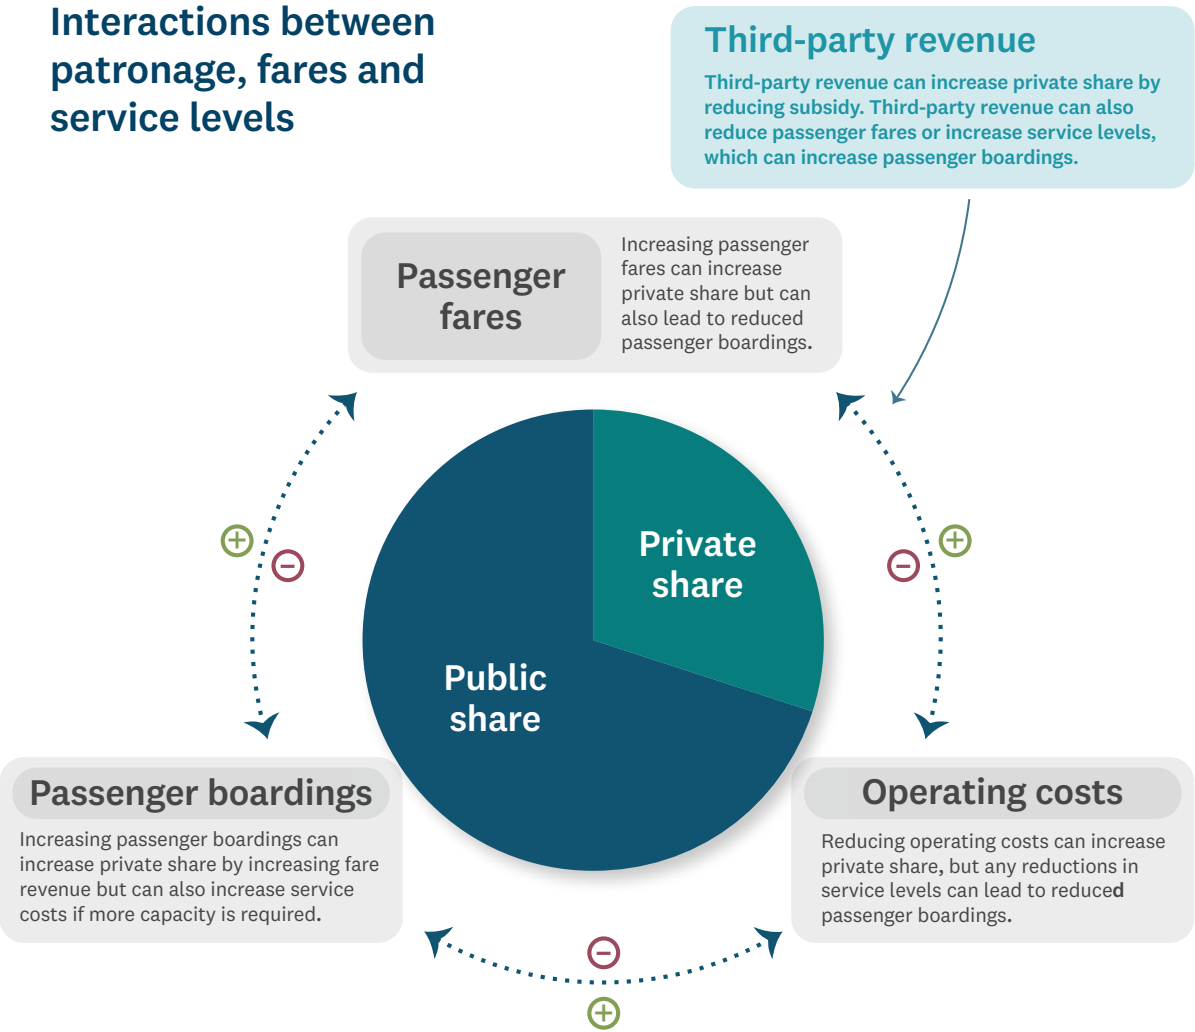 Interactions between
patronage, fares and
service levels
Third-party revenue
Third-party revenue can increase private share by
reducing subsidy. Third-party revenue can also
reduce passenger fares or increase service levels,
which can increase passenger boardings.
Passenger
fares
Increasing passenger
fares can increase
private share but can
also lead to reduced
passenger boardings.
Private
share
Public
share
Passenger boardings
Increasing passenger boardings can
increase private share by increasing fare
revenue but can also increase service
costs if more capacity is required.
Operating costs
Reducing operating costs can increase
private share, but any reductions in
service levels can lead to reduced
passenger boardings.